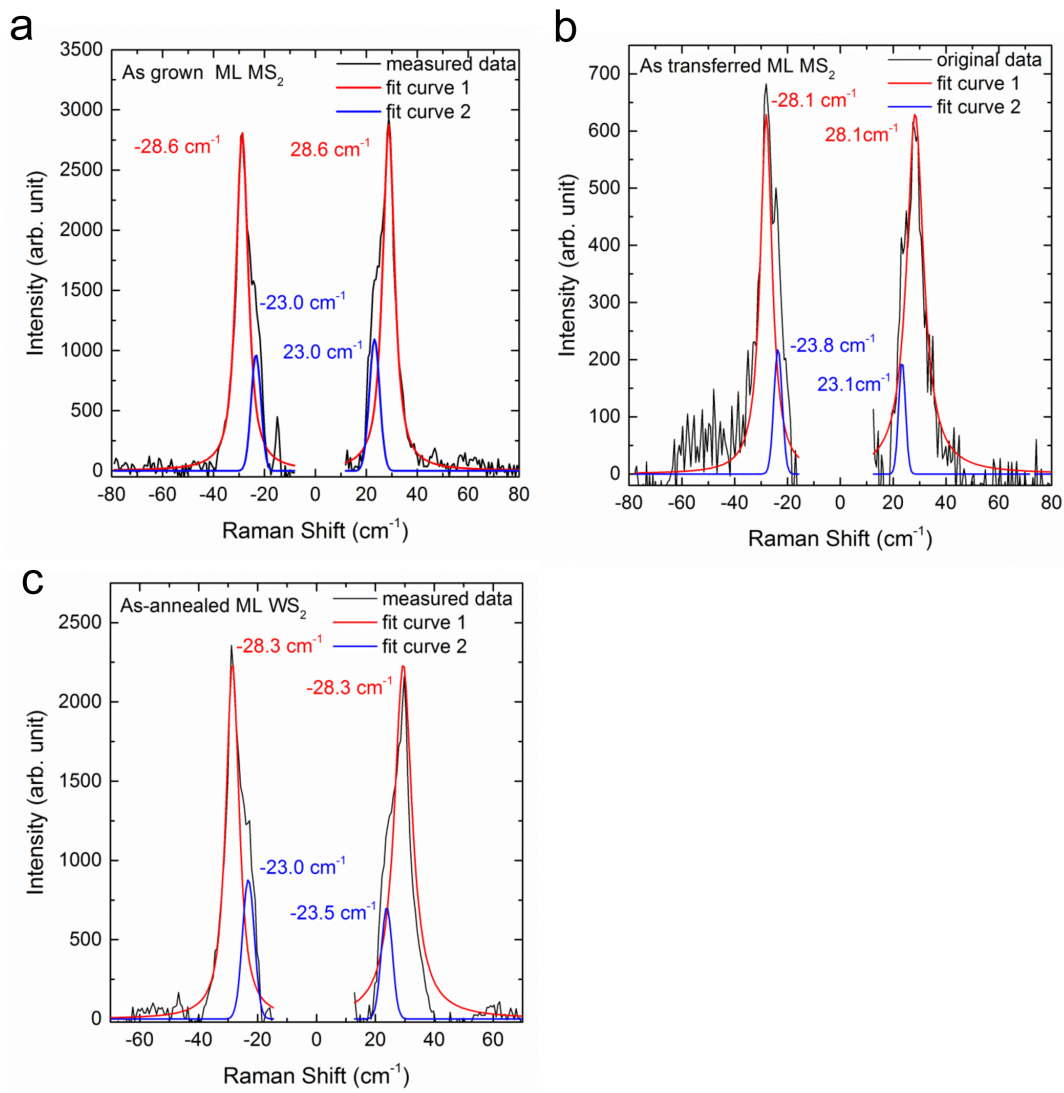 a
As grown ML MS₂
measured data
fit curve 1
fit curve 2
-28.6 cm⁻¹
28.6 cm⁻¹
-23.0 cm⁻¹
23.0 cm⁻¹
3500
3000
2500
2000
1500
1000
500
0
-80 -60 -40 -20 0 20 40 60 80
Intensity (arb. unit)
Raman Shift (cm⁻¹)
b
As transferred ML MS₂
original data
fit curve 1
fit curve 2
-28.1 cm⁻¹
28.1cm⁻¹
-23.8 cm⁻¹
23.1cm⁻¹
700
600
500
400
300
200
100
0
-80 -60 -40 -20 0 20 40 60 80
Intensity (arb. unit)
Raman Shift (cm⁻¹)
c
As-annealed ML WS₂
measured data
fit curve 1
fit curve 2
-28.3 cm⁻¹
-28.3 cm⁻¹
-23.0 cm⁻¹
-23.5 cm⁻¹
2500
2000
1500
1000
500
0
-60 -40 -20 0 20 40 60
Intensity (arb. unit)
Raman Shift (cm⁻¹)